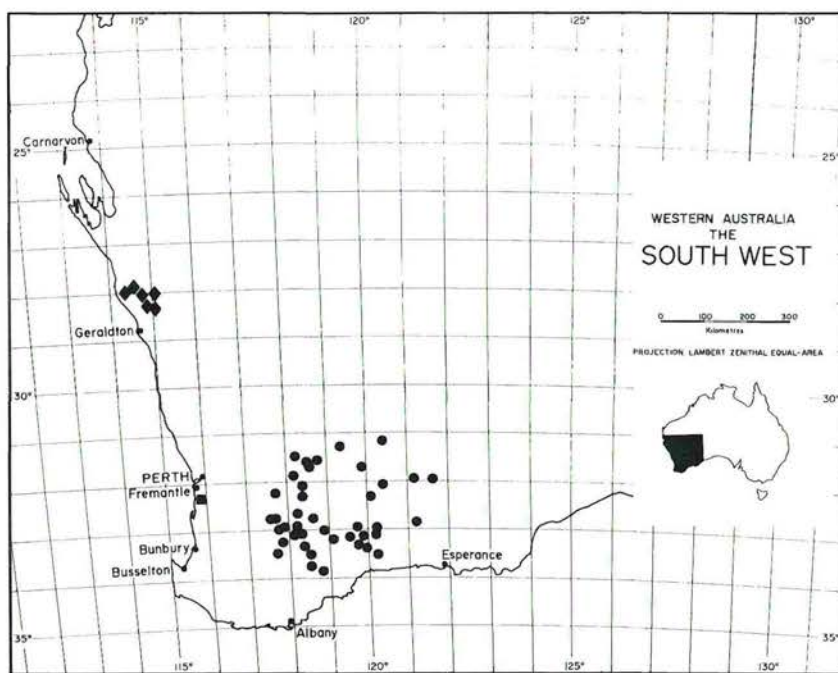 115°
120°
125°
130°
Carnarvon
25°
25°
WESTERN AUSTRALIA
THE
SOUTH WEST
Geraldton
0 100 200 300
Kilometres
PROJECTION LAMBERT ZENITHAL EQUAL-AREA
30°
30°
PERTH
Fremantle
Bunbury
Busselton
Esperance
Albany
35°
35°
115°
120°
125°
130°